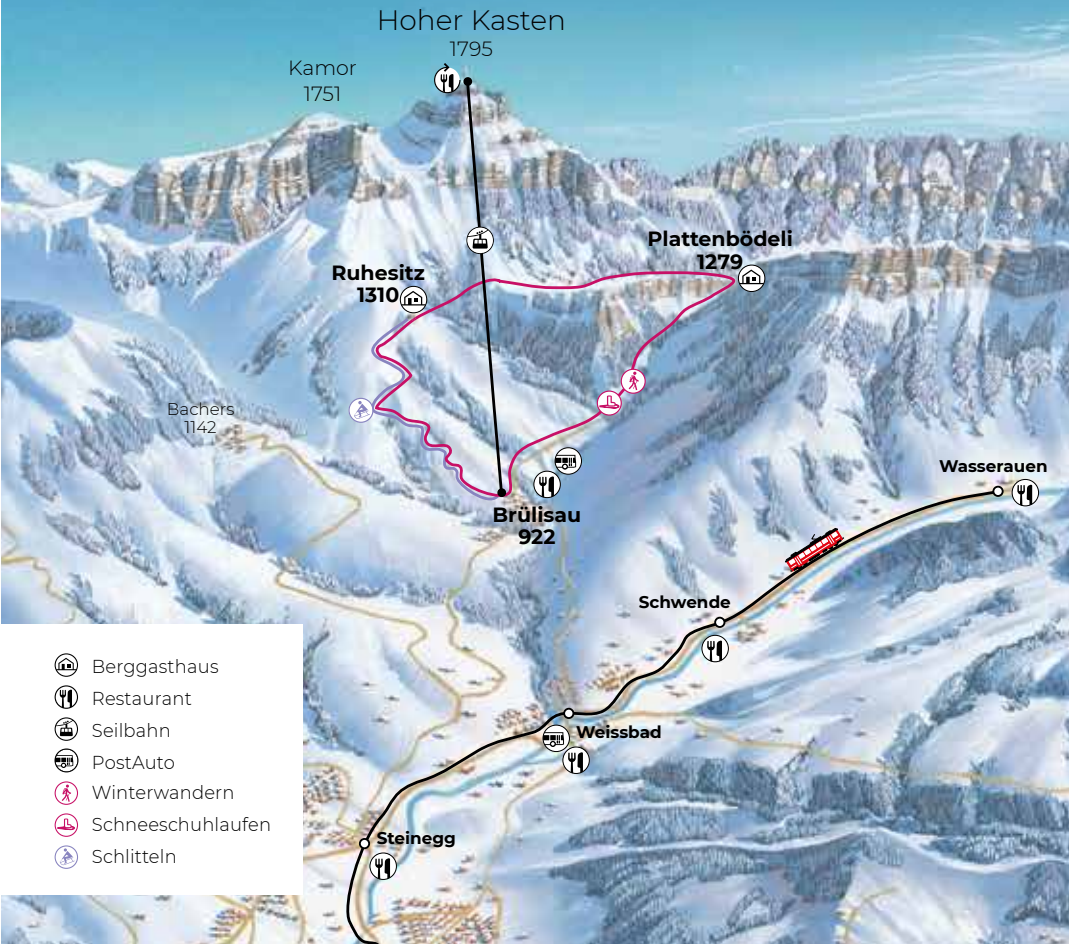 Hoher Kasten
1795
Kamor
1751
Plattenbödeli
1279
Ruhesitz
1310
Bachers
1142
Wasserauen
Brülisau
922
Schwende
Weissbad
Steinegg
Berggasthaus
Restaurant
Seilbahn
PostAuto
Winterwandern
Schneeschuhlaufen
Schlitteln